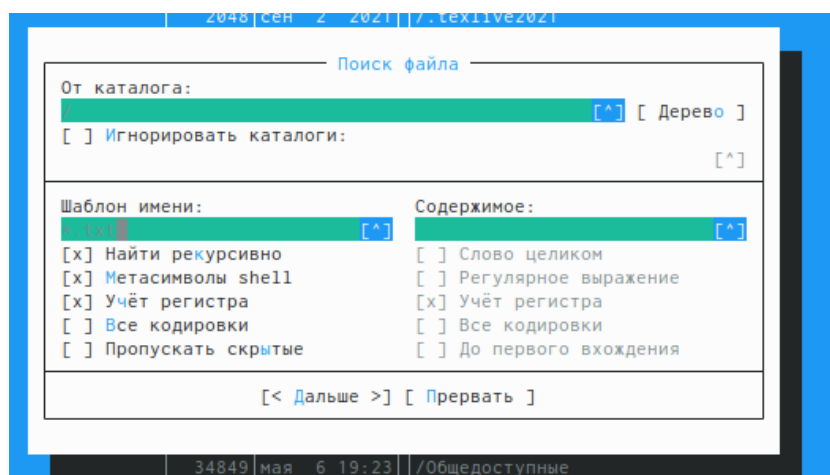 2048|сен  2  2021||/.texlive2021
Поиск файла
От каталога:
/ [^] [ Дерево ]
[ ] Игнорировать каталоги:
[^]
Шаблон имени: Содержимое:
*.txt [^] [^]
[x] Найти рекурсивно [ ] Слово целиком
[x] Метасимволы shell [ ] Регулярное выражение
[x] Учёт регистра [x] Учёт регистра
[ ] Все кодировки [ ] Все кодировки
[ ] Пропускать скрытые [ ] До первого вхождения
[< Дальше >] [ Прервать ]
34849|мая  6 19:23||/Общедоступные